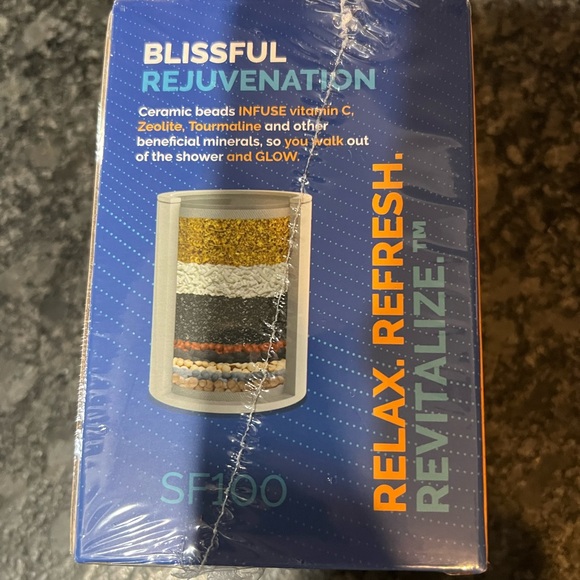 BLISSFUL
REJUVENATION
Ceramic beads INFUSE vitamin C,
Zeolite, Tourmaline and other
beneficial minerals, so you walk out
of the shower and GLOW.
RELAX. REFRESH.
REVITALIZE.™
SF100